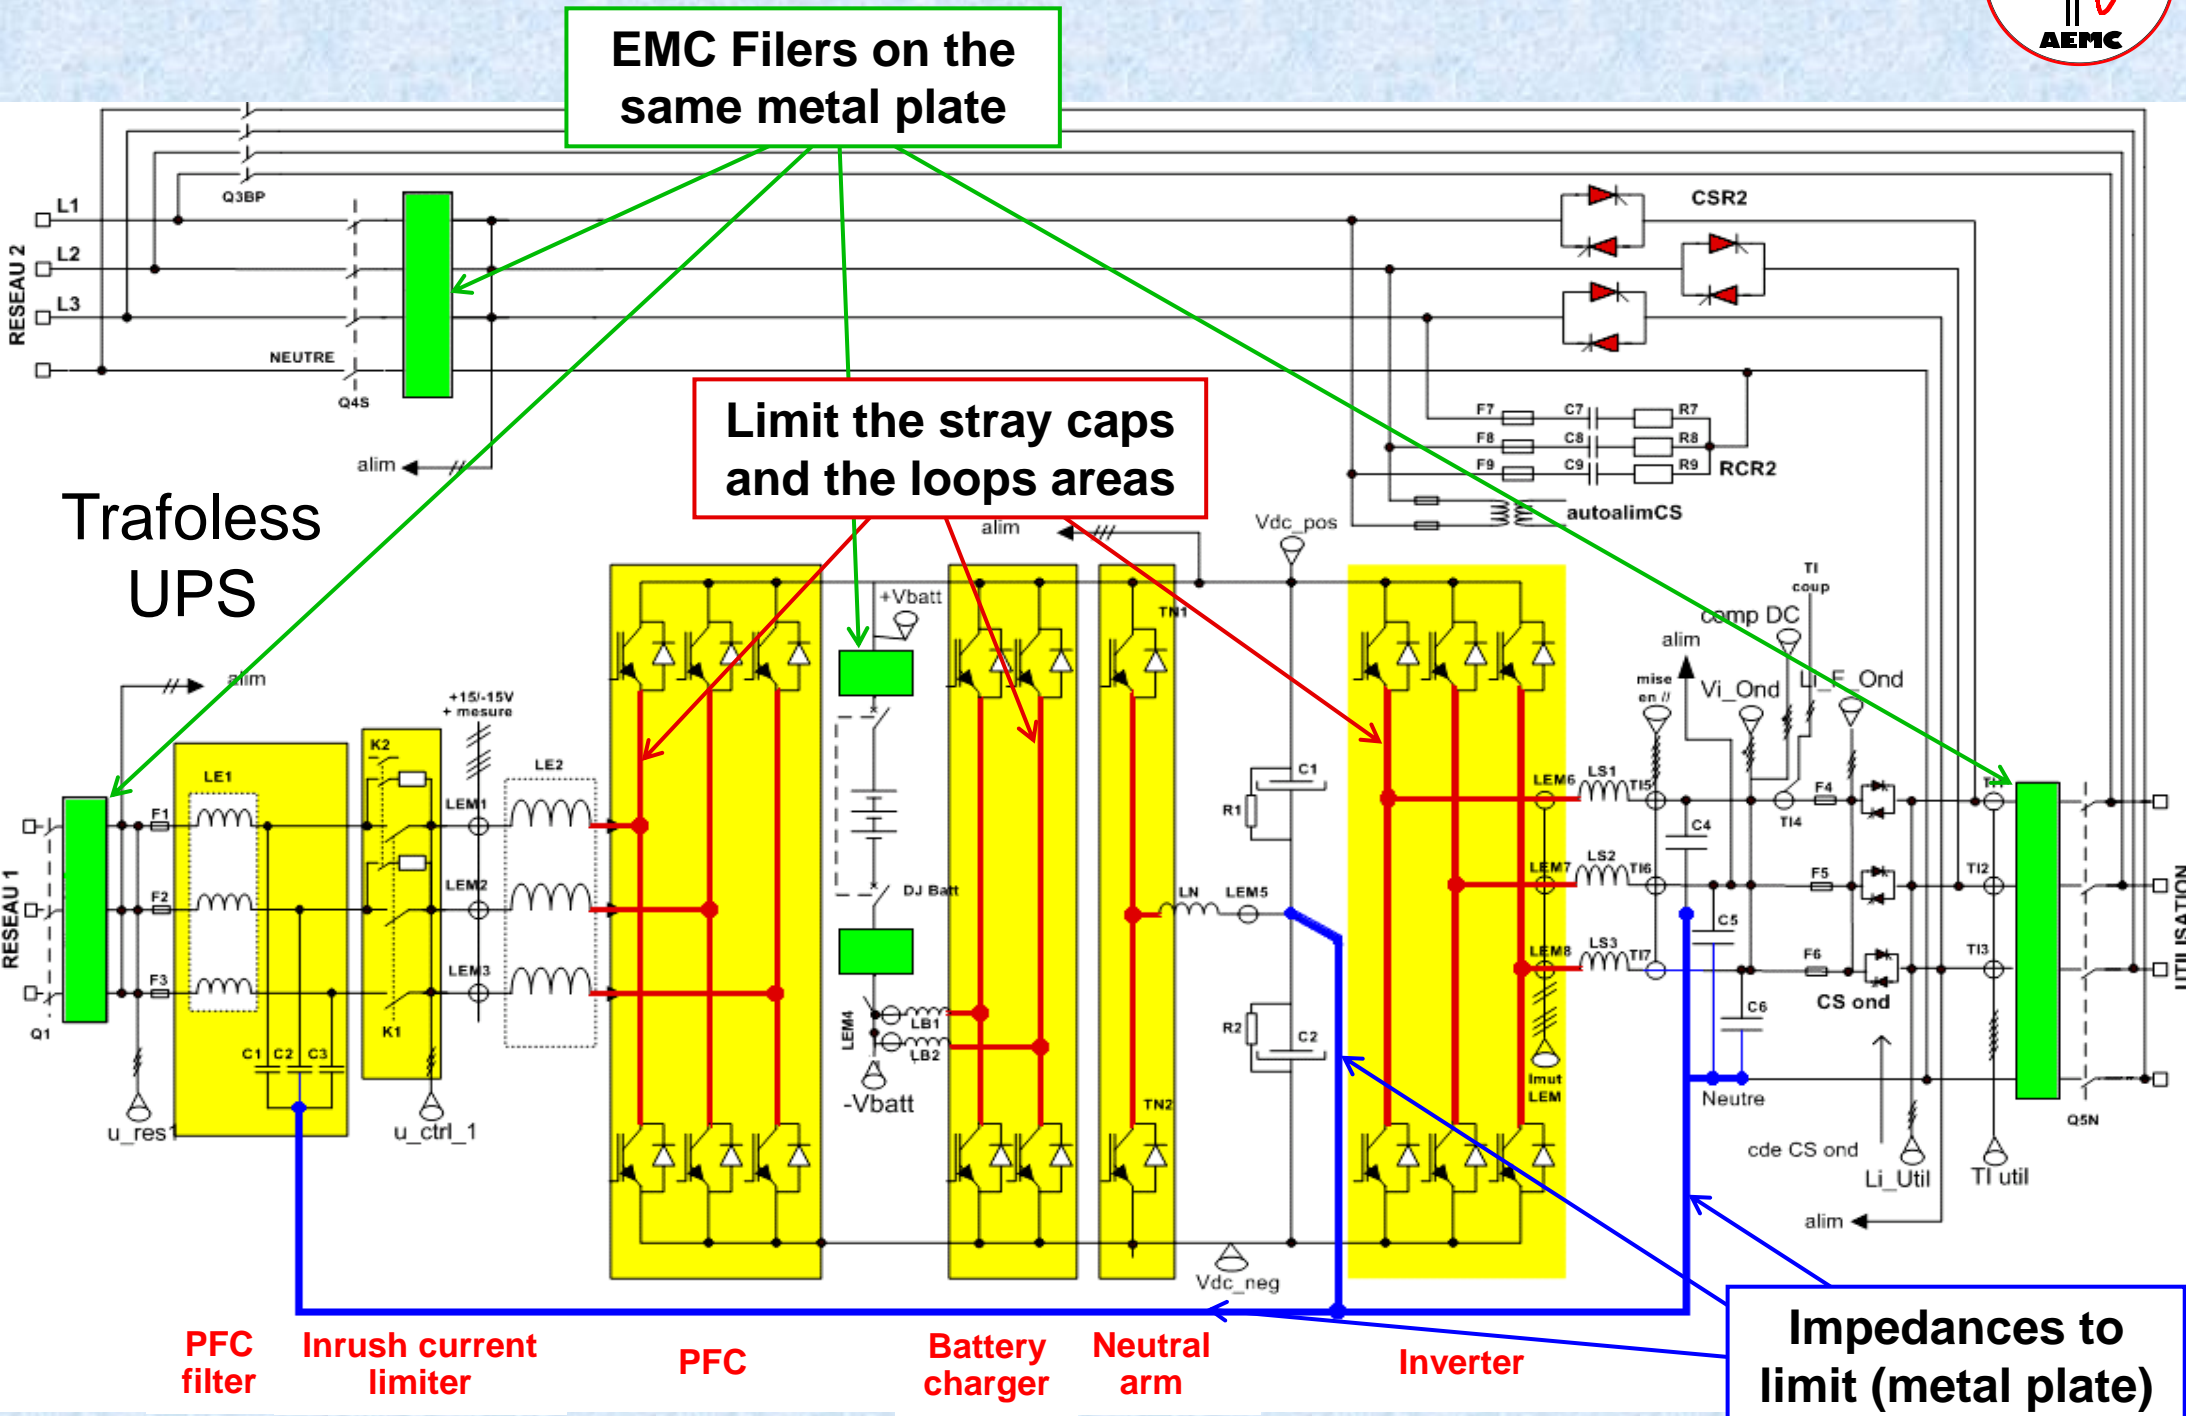 AEMC
EMC Filers on the
same metal plate
Q3BP
L1
L2
L3
RESEAU 2
NEUTRE
Q4S
CSR2
Limit the stray caps
and the loops areas
F7 C7 R7
F8 C8 R8
F9 C9 R9
RCR2
autoalimCS
alim
Trafoless
UPS
alim
Vdc_pos
+Vbatt
TN1
TI
coup
comp DC
alim
mise
en //
Vi_Ond
Li_F_Ond
alim
+15/-15V
+ mesure
K2
LE1
LE2
LEM1
LEM2
LEM3
F1
F2
F3
RESEAU 1
Q1
K1
C1 C2 C3
u_res1
u_ctrl_1
DJ Batt
LEM4
LB1
LB2
-Vbatt
LN
LEM5
TN2
R1
C1
R2
C2
Vdc_neg
LEM6
LEM7
LEM8
LS1
LS2
LS3
TI5
TI6
TI7
Imut
LEM
C4
C5
C6
TI4
F4
F5
F6
CS ond
TI2
TI3
UTILISATION
Neutre
cde CS ond
Li_Util
TI util
Q5N
alim
PFC
filter
Inrush current
limiter
PFC
Battery
charger
Neutral
arm
Inverter
Impedances to
limit (metal plate)